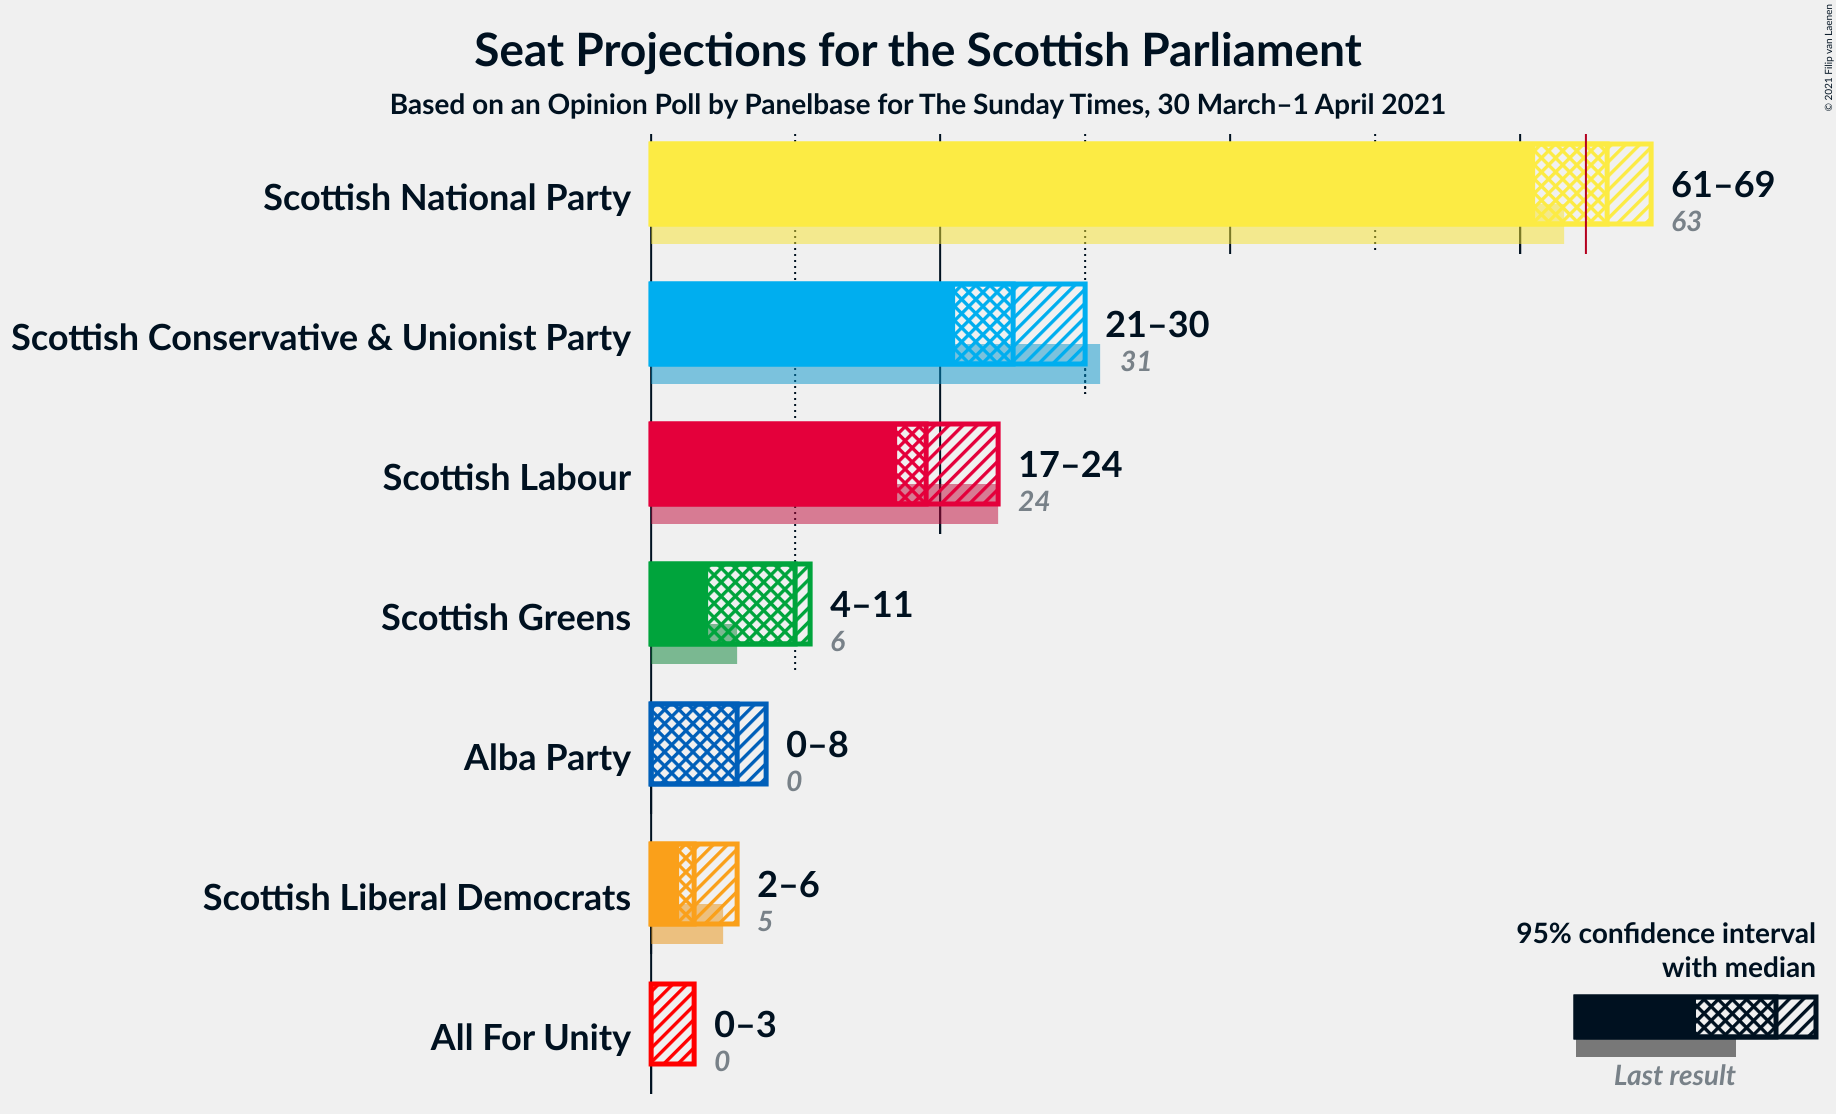 Seat Projections for the Scottish Parliament
Based on an Opinion Poll by Panelbase for The Sunday Times, 30 March–1 April 2021
© 2021 Filip van Laenen
Scottish National Party
61–69
63
Scottish Conservative & Unionist Party
21–30
31
Scottish Labour
17–24
24
Scottish Greens
4–11
6
Alba Party
0–8
0
Scottish Liberal Democrats
2–6
5
All For Unity
0–3
0
95% confidence interval
with median
Last result